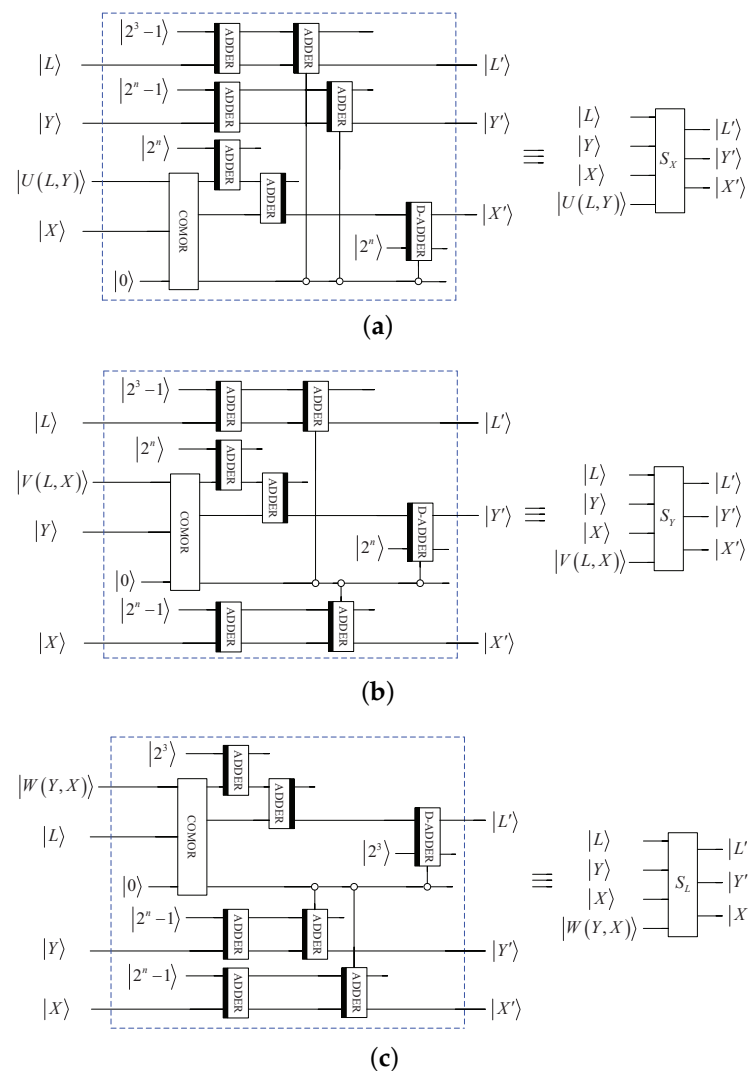 |2³−1⟩ ADDER ADDER
|L⟩ |L′⟩
|2ⁿ−1⟩ ADDER ADDER
|Y⟩ |Y′⟩
|2ⁿ⟩ ADDER
|U(L,Y)⟩ COMOR ADDER
|X⟩ D-ADDER |X′⟩
|2ⁿ⟩
|0⟩
≡
|L⟩ |L′⟩
|Y⟩ S_X |Y′⟩
|X⟩ |X′⟩
|U(L,Y)⟩
(a)
|2³−1⟩ ADDER ADDER
|L⟩ |L′⟩
|2ⁿ⟩ ADDER
|V(L,X)⟩ COMOR ADDER
|Y⟩ D-ADDER |Y′⟩
|2ⁿ⟩
|0⟩
|2ⁿ−1⟩ ADDER ADDER
|X⟩ |X′⟩
≡
|L⟩ |L′⟩
|Y⟩ S_Y |Y′⟩
|X⟩ |X′⟩
|V(L,X)⟩
(b)
|2³⟩ ADDER
|W(Y,X)⟩ COMOR ADDER
|L⟩ D-ADDER |L′⟩
|2³⟩
|0⟩
|2ⁿ−1⟩ ADDER ADDER
|Y⟩ |Y′⟩
|2ⁿ−1⟩ ADDER ADDER
|X⟩ |X′⟩
≡
|L⟩ |L′
|Y⟩ S_L |Y′
|X⟩ |X
|W(Y,X)⟩
(c)